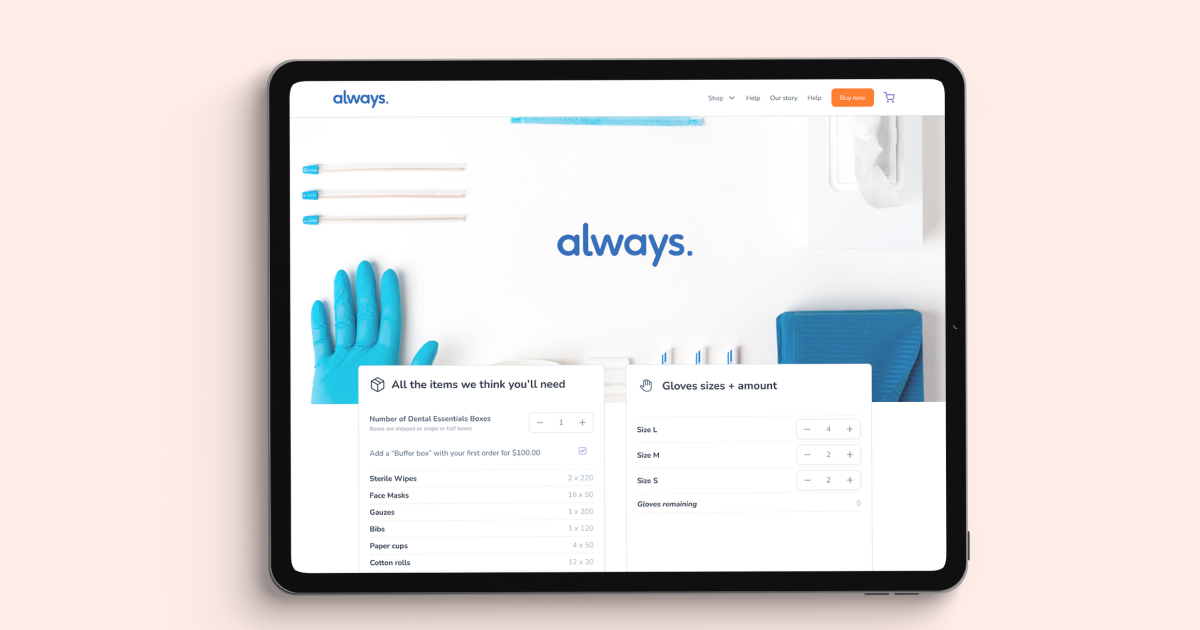 always.
Shop
Help
Our story
Help
Buy now
always.
All the items we think you'll need
Number of Dental Essentials Boxes
Boxes are shipped as single or half boxes
1
Add a "Buffer box" with your first order for $100.00
Sterile Wipes 2 x 220
Face Masks 16 x 50
Gauzes 1 x 200
Bibs 1 x 120
Paper cups 4 x 50
Cotton rolls 12 x 30
Gloves sizes + amount
Size L 4
Size M 2
Size S 2
Gloves remaining 0